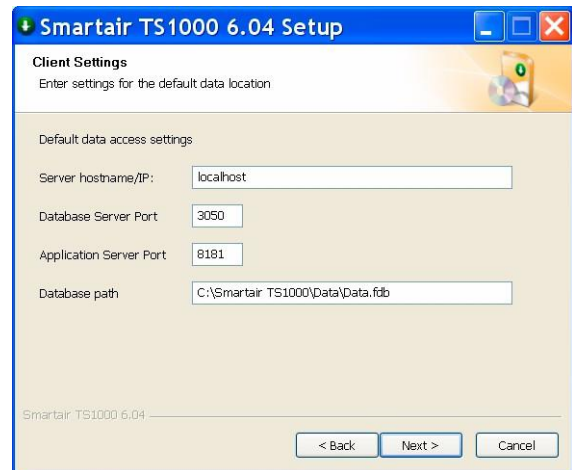 Smartair TS1000 6.04 Setup
Client Settings
Enter settings for the default data location
Default data access settings
Server hostname/IP: localhost
Database Server Port 3050
Application Server Port 8181
Database path C:\Smartair TS1000\Data\Data.fdb
Smartair TS1000 6.04
< Back Next > Cancel